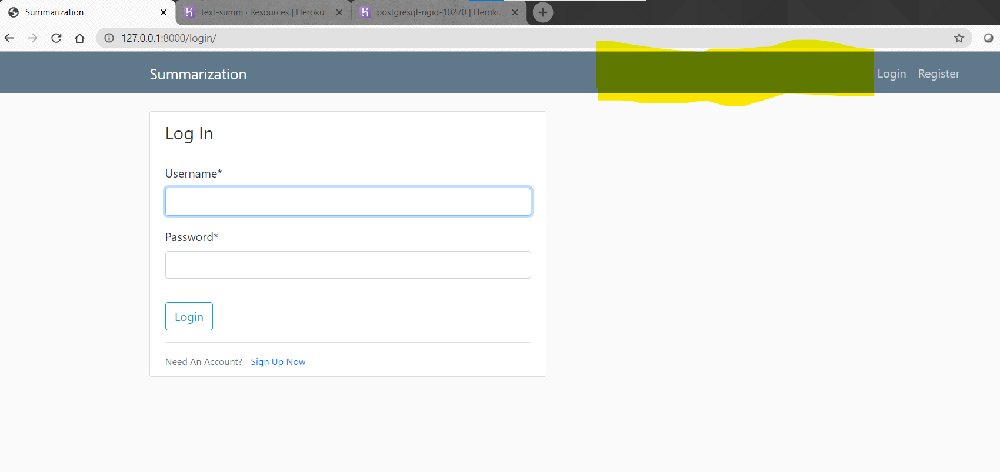 Summarization
text-summ · Resources | Heroku
postgresql-rigid-10270 | Heroku
127.0.0.1:8000/login/
Summarization
Login Register
Log In
Username*
Password*
Login
Need An Account? Sign Up Now